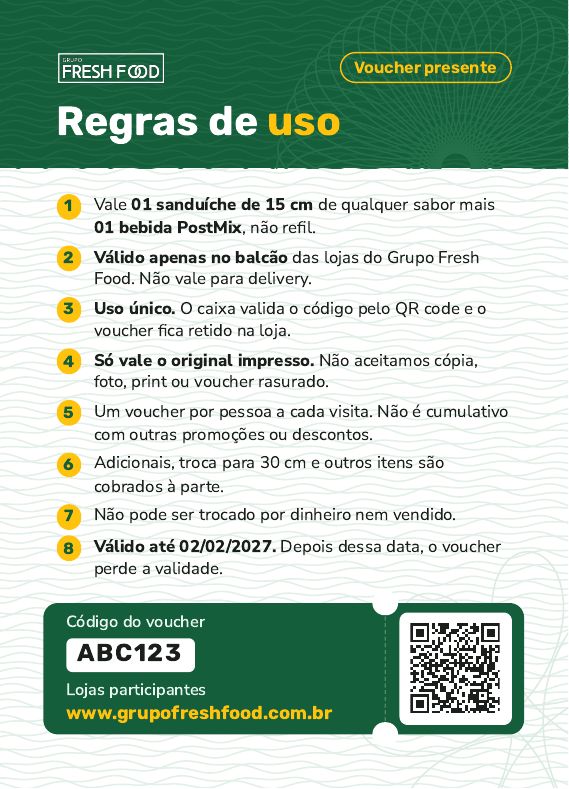 GRUPO
FRESH FOOD
Voucher presente
Regras de uso
1 Vale 01 sanduíche de 15 cm de qualquer sabor mais
01 bebida PostMix, não refil.
2 Válido apenas no balcão das lojas do Grupo Fresh
Food. Não vale para delivery.
3 Uso único. O caixa valida o código pelo QR code e o
voucher fica retido na loja.
4 Só vale o original impresso. Não aceitamos cópia,
foto, print ou voucher rasurado.
5 Um voucher por pessoa a cada visita. Não é cumulativo
com outras promoções ou descontos.
6 Adicionais, troca para 30 cm e outros itens são
cobrados à parte.
7 Não pode ser trocado por dinheiro nem vendido.
8 Válido até 02/02/2027. Depois dessa data, o voucher
perde a validade.
Código do voucher
ABC123
Lojas participantes
www.grupofreshfood.com.br